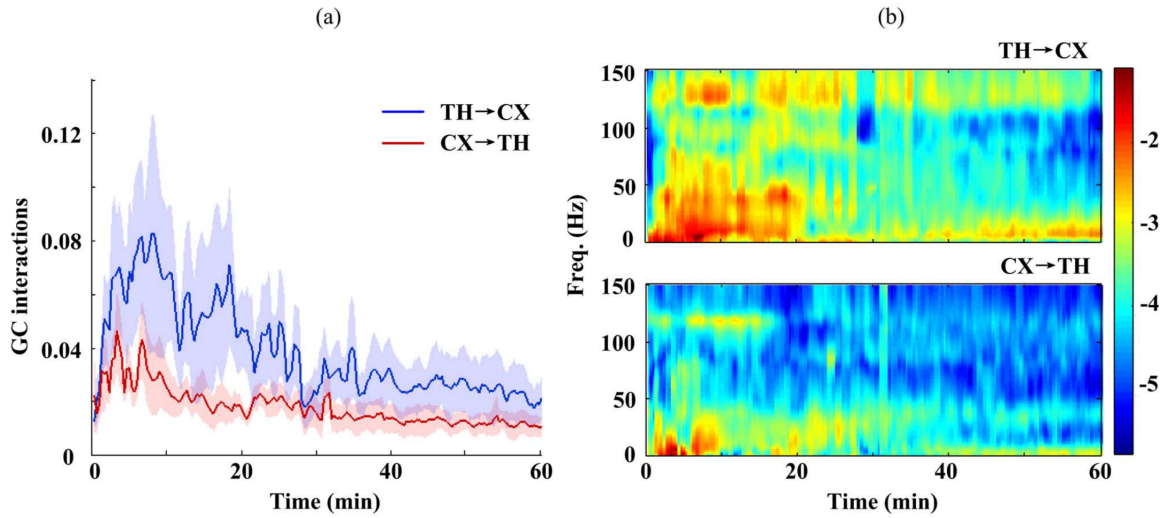 (a)
GC interactions
0.12
0.08
0.04
0
TH→CX
CX→TH
0
20
40
60
Time (min)
(b)
TH→CX
150
100
50
0
Freq. (Hz)
CX→TH
150
100
50
0
0
20
40
60
Time (min)
-2
-3
-4
-5